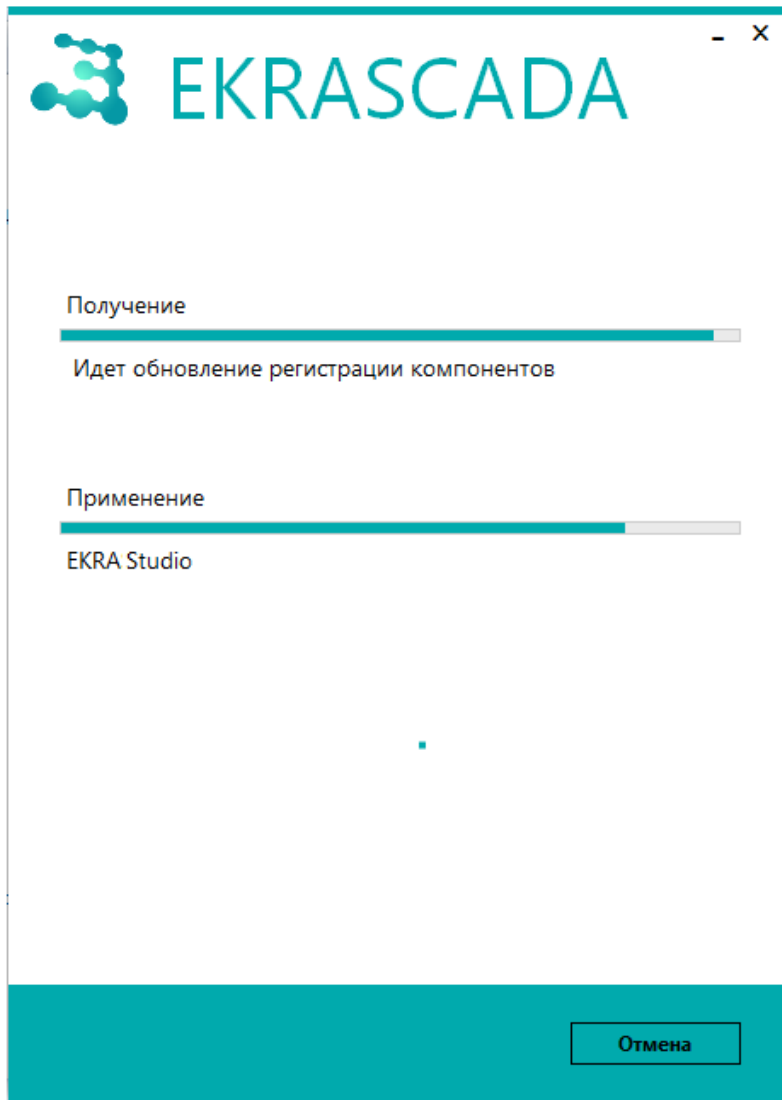 EKRASCADA
Получение
Идет обновление регистрации компонентов
Применение
EKRA Studio
Отмена